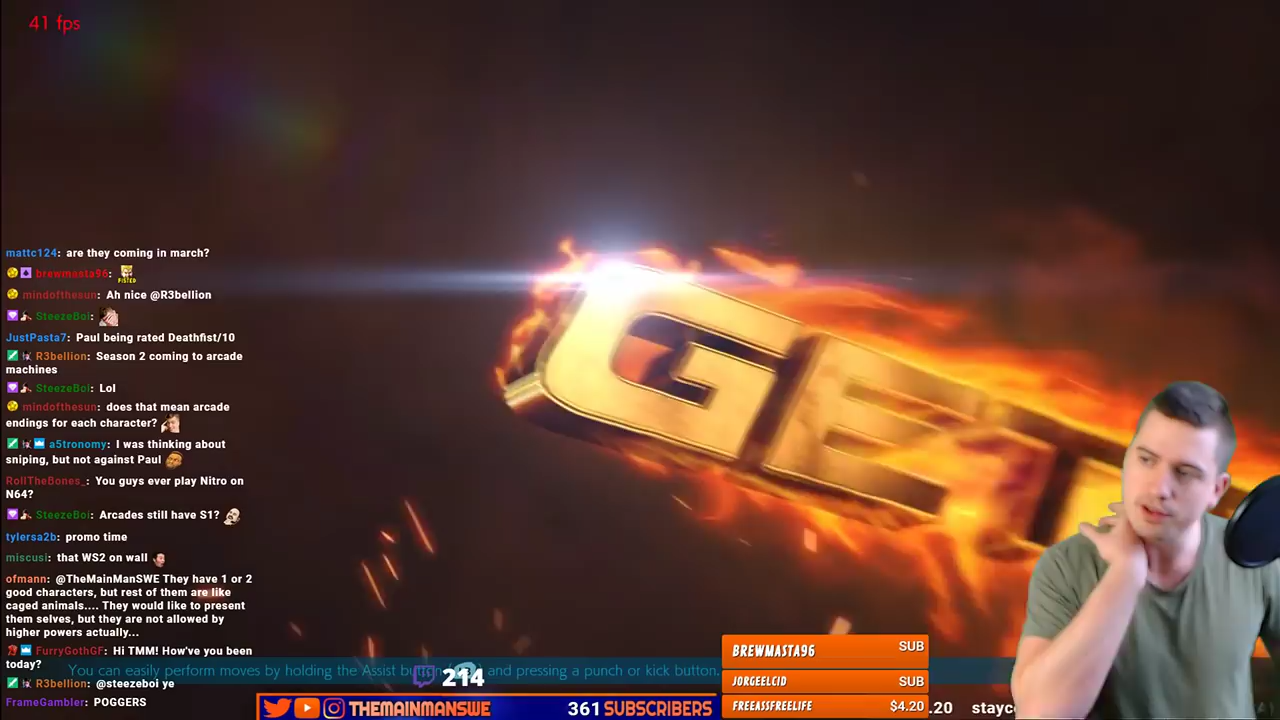 41 fps
GET
mattc124: are they coming in march?
brewmasta96: FISTED
mindofthesun: Ah nice @R3bellion
SteezeBoi:
JustPasta7: Paul being rated Deathfist/10
R3bellion: Season 2 coming to arcade
machines
SteezeBoi: Lol
mindofthesun: does that mean arcade
endings for each character?
a5tronomy: I was thinking about
sniping, but not against Paul
RollTheBones_: You guys ever play Nitro on
N64?
SteezeBoi: Arcades still have S1?
tylersa2b: promo time
miscusi: that WS2 on wall
ofmann: @TheMainManSWE They have 1 or 2
good characters, but rest of them are like
caged animals.... They would like to present
them selves, but they are not allowed by
higher powers actually...
FurryGothGF: Hi TMM! How've you been
today?
R3bellion: @steezeboi ye
FrameGambler: POGGERS
You can easily perform moves by holding the Assist and pressing a punch or kick button.
214
THEMAINMANSWE 361 SUBSCRIBERS
BREWMASTA96 SUB
JORGEELCID SUB
FREEASSFREELIFE $4.20
.20 stayc